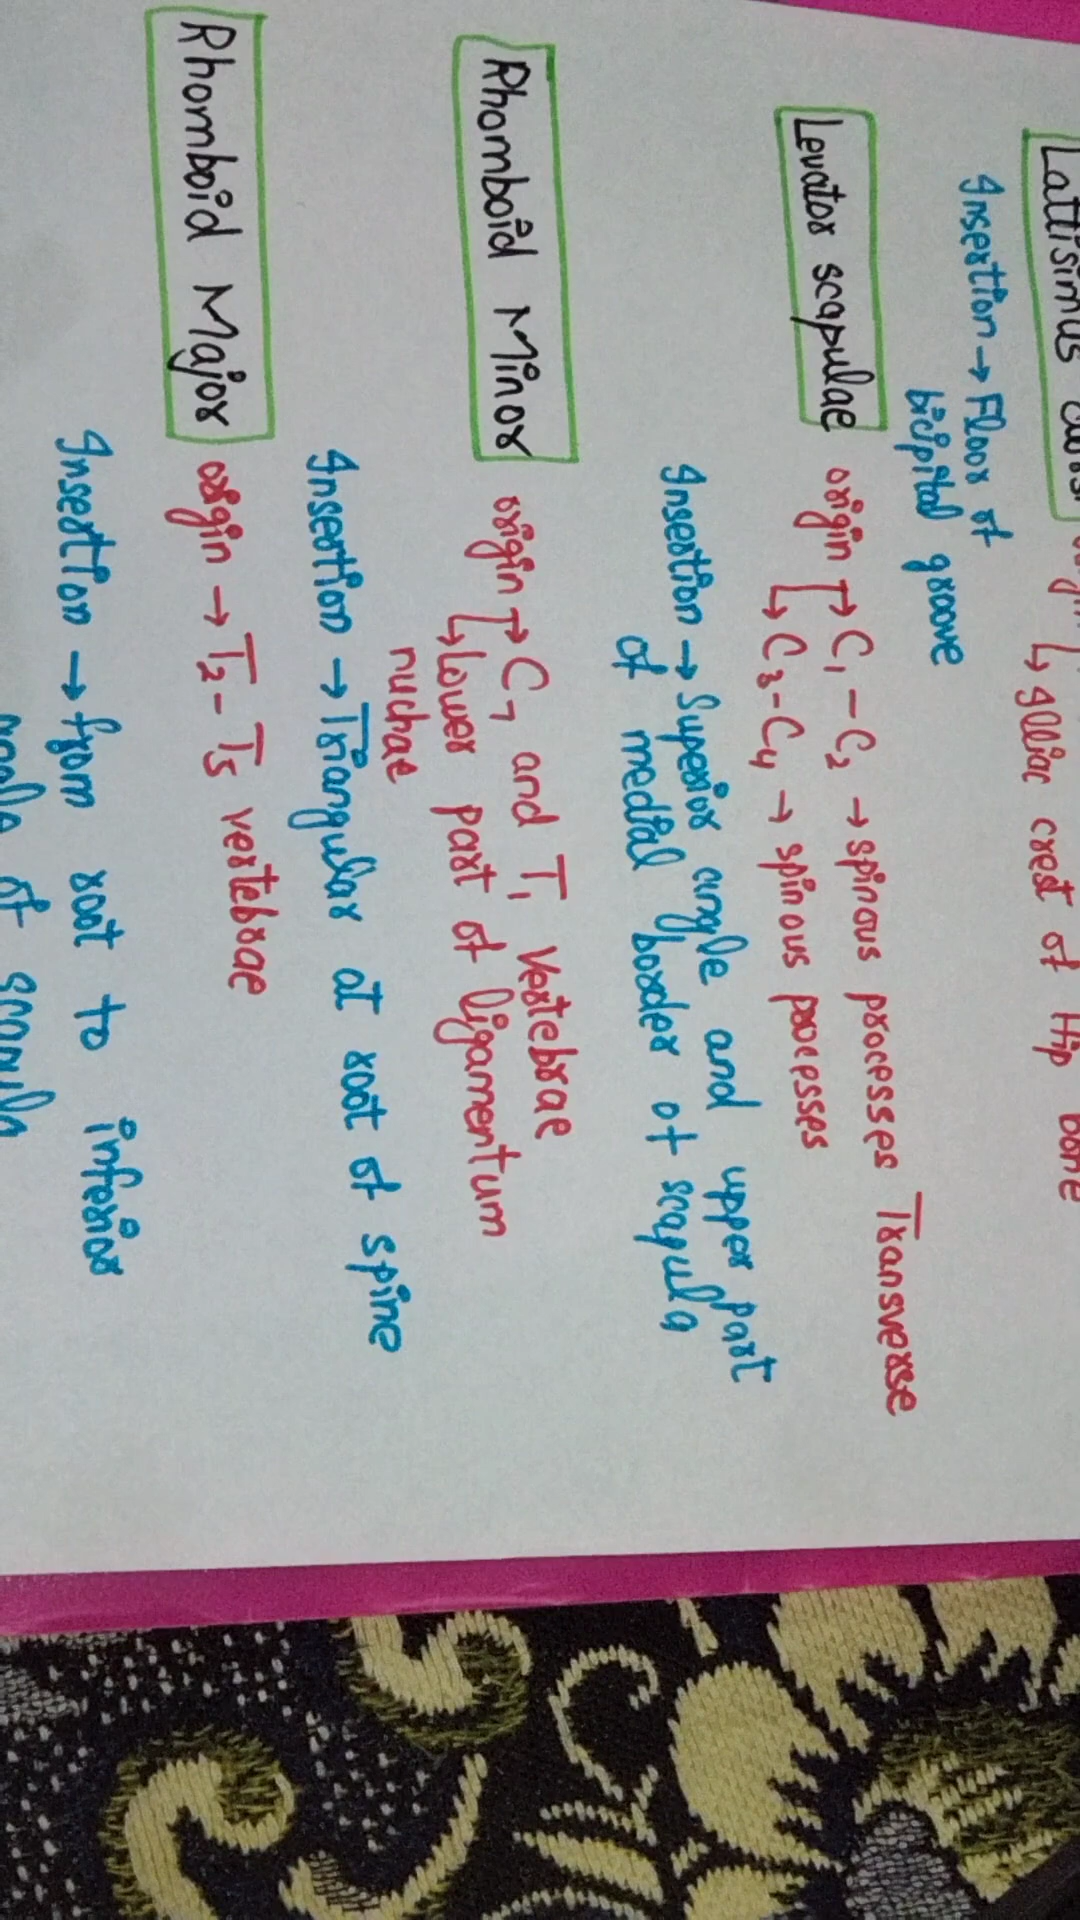 Lattisimus
↳ Illiac crest of Hip bone
Insertion → Floor of
bicipital groove
Levator scapulae origin → C1 - C2 → spinous processes Transverse
↳ C3 - C4 → spinous processes
Insertion → Superior angle and upper part
of medial border of scapula
Rhomboid Minor origin → C7 and T1 vertebrae
↳ Lower part of ligamentum
nuchae
Insertion → Triangular at root of spine
Rhomboid Major origin → T2 - T5 vertebrae
Insertion → from root to inferior
of scapula